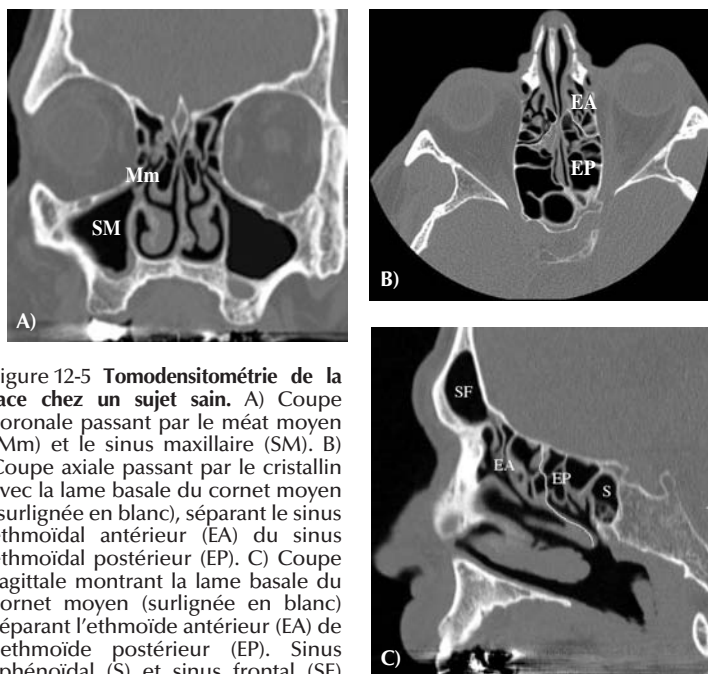 Mm
SM
A)
EA
EP
B)
SF
EA
EP
S
C)
igure 12-5 Tomodensitométrie de la
ace chez un sujet sain. A) Coupe
oronale passant par le méat moyen
Mm) et le sinus maxillaire (SM). B)
Coupe axiale passant par le cristallin
vec la lame basale du cornet moyen
surlignée en blanc), séparant le sinus
thmoïdal antérieur (EA) du sinus
thmoïdal postérieur (EP). C) Coupe
agittale montrant la lame basale du
ornet moyen (surlignée en blanc)
éparant l'ethmoïde antérieur (EA) de
ethmoïde postérieur (EP). Sinus
phénoïdal (S) et sinus frontal (SF)